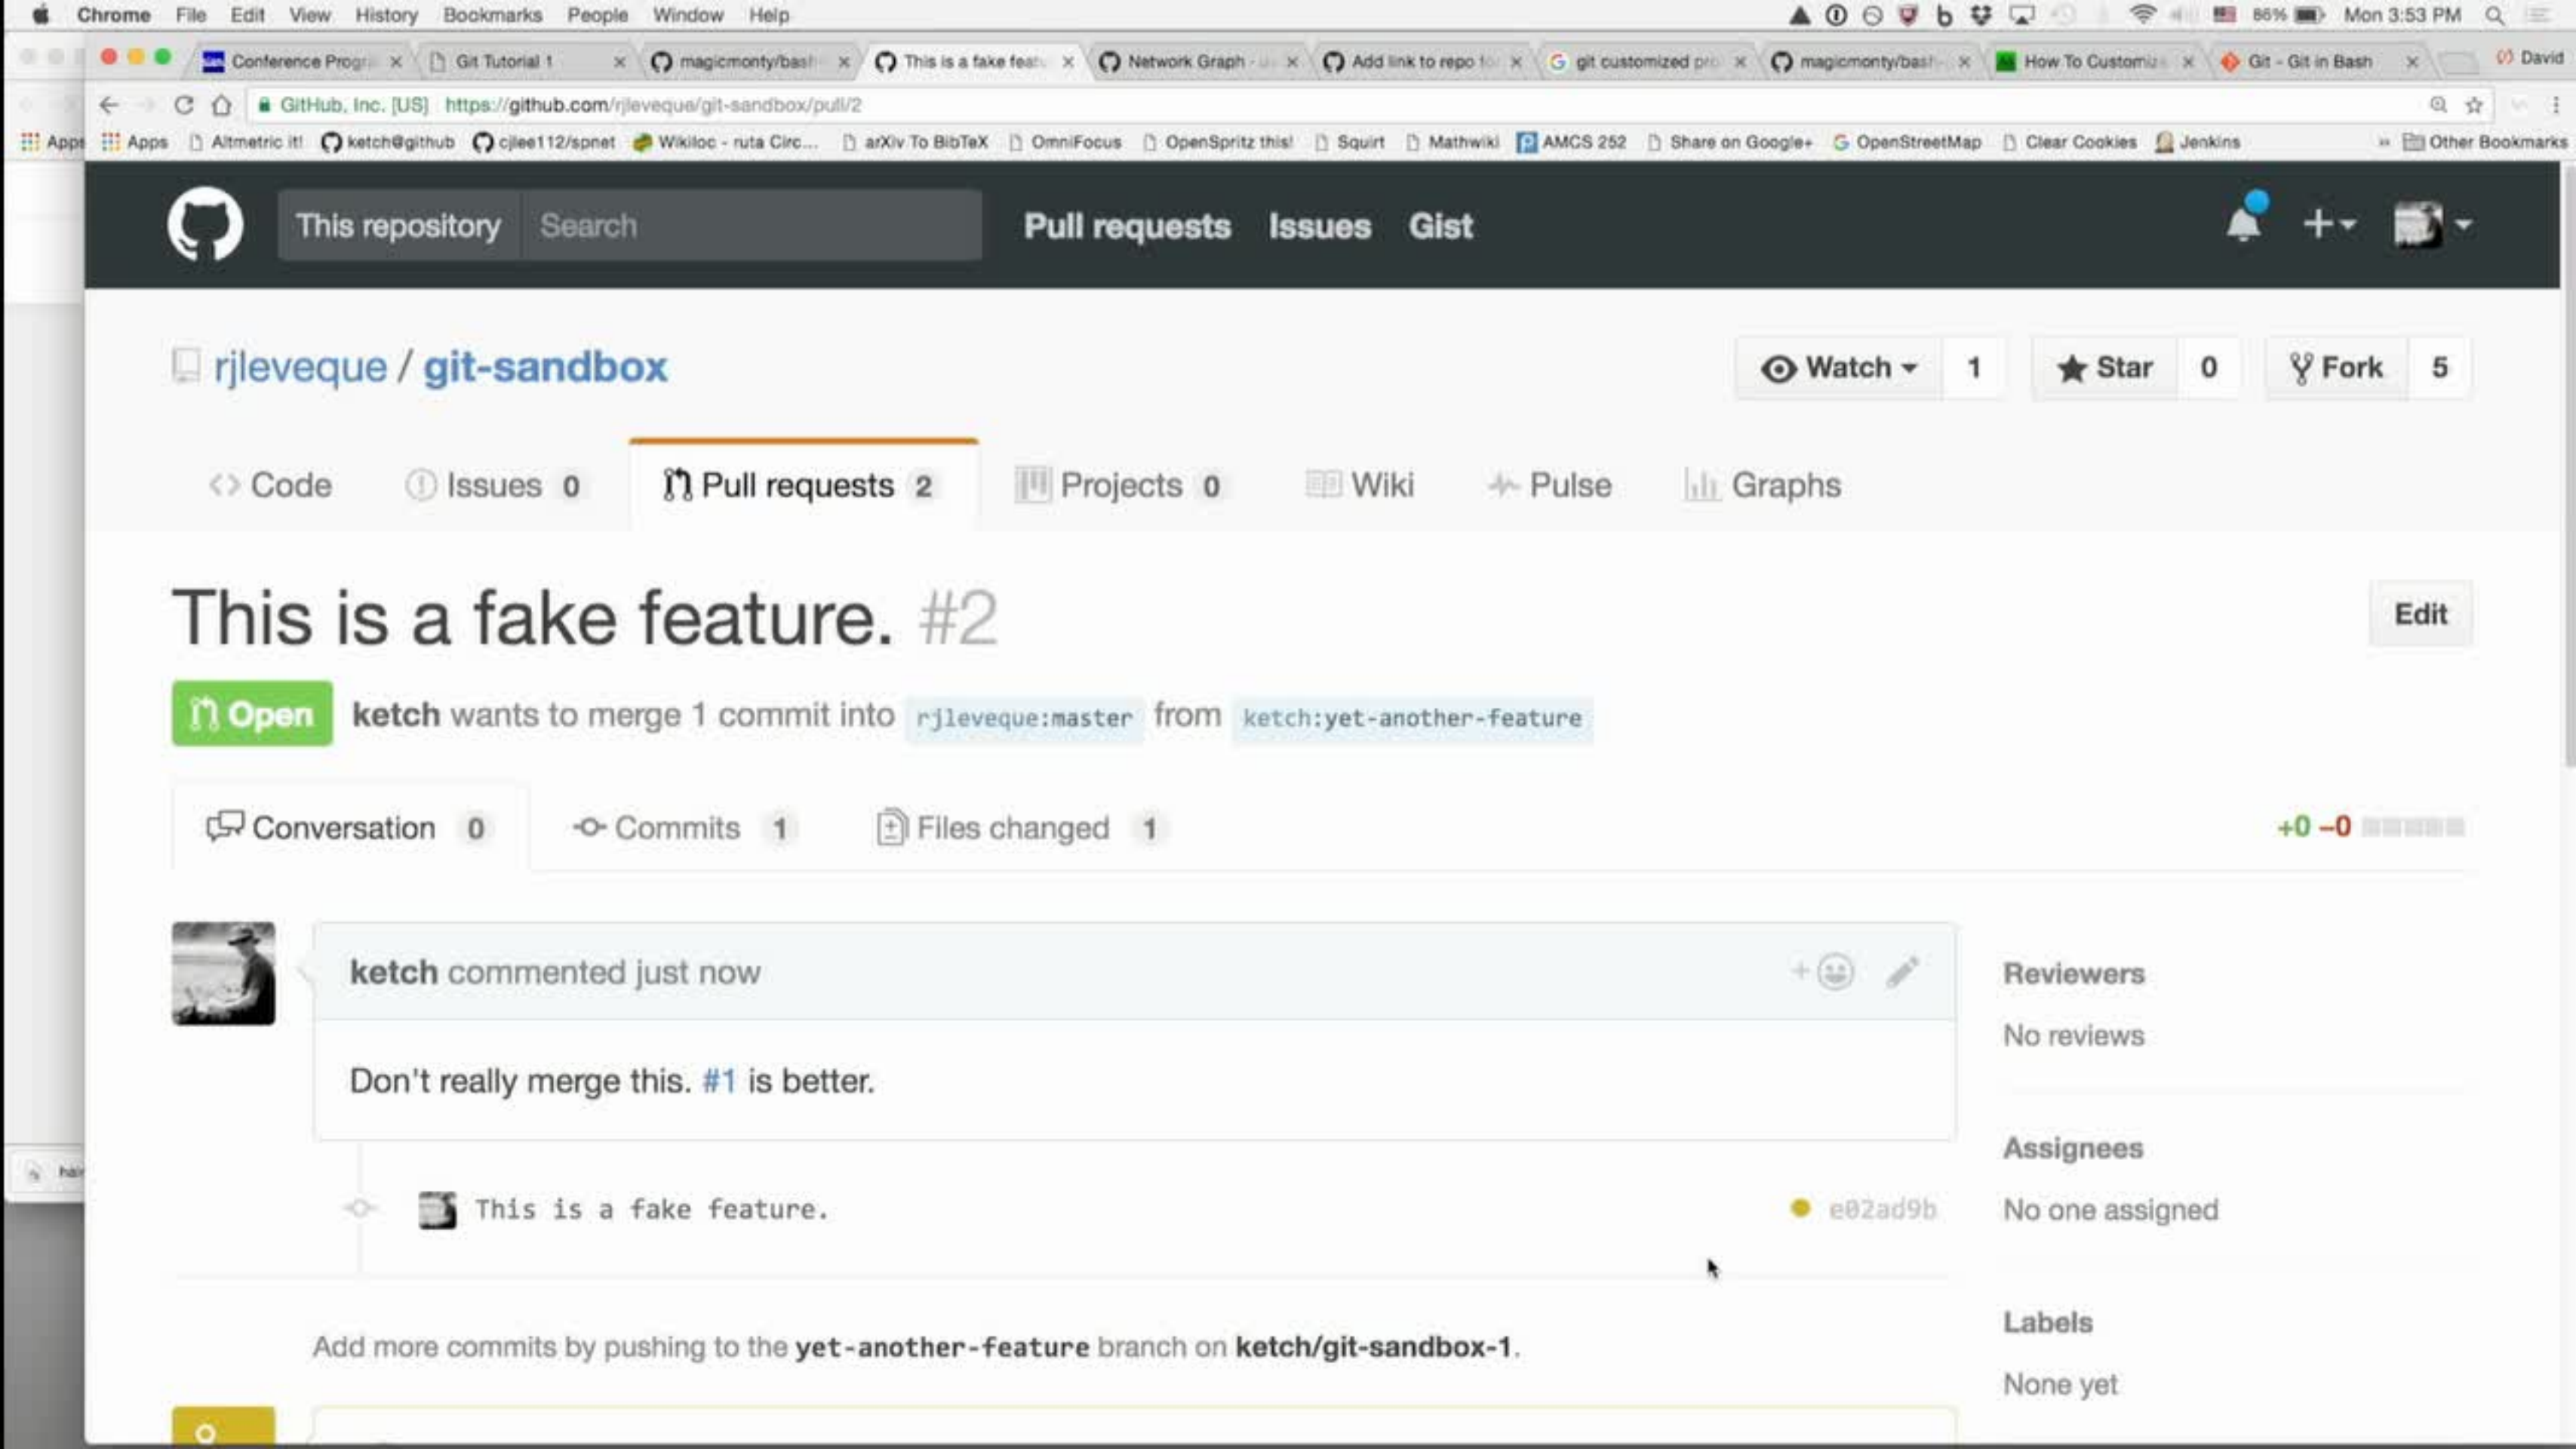 Chrome File Edit View History Bookmarks People Window Help 86% Mon 3:53 PM
Conference Progra Git Tutorial 1 magicmonty/bash This is a fake featu Network Graph Add link to repo for git customized pro magicmonty/bash How To Customiz Git - Git in Bash David
GitHub, Inc. [US] https://github.com/rjleveque/git-sandbox/pull/2
Apps Apps Altmetric it! ketch@github cjlee112/spnet Wikiloc - ruta Circ... arXiv To BibTeX OmniFocus OpenSpritz this! Squirt Mathwiki AMCS 252 Share on Google+ OpenStreetMap Clear Cookies Jenkins » Other Bookmarks
This repository Search Pull requests Issues Gist
rjleveque / git-sandbox Watch 1 Star 0 Fork 5
Code Issues 0 Pull requests 2 Projects 0 Wiki Pulse Graphs
This is a fake feature. #2 Edit
Open ketch wants to merge 1 commit into rjleveque:master from ketch:yet-another-feature
Conversation 0 Commits 1 Files changed 1 +0 −0
ketch commented just now
Reviewers
No reviews
Don't really merge this. #1 is better.
Assignees
This is a fake feature. e02ad9b
No one assigned
Labels
Add more commits by pushing to the yet-another-feature branch on ketch/git-sandbox-1.
None yet